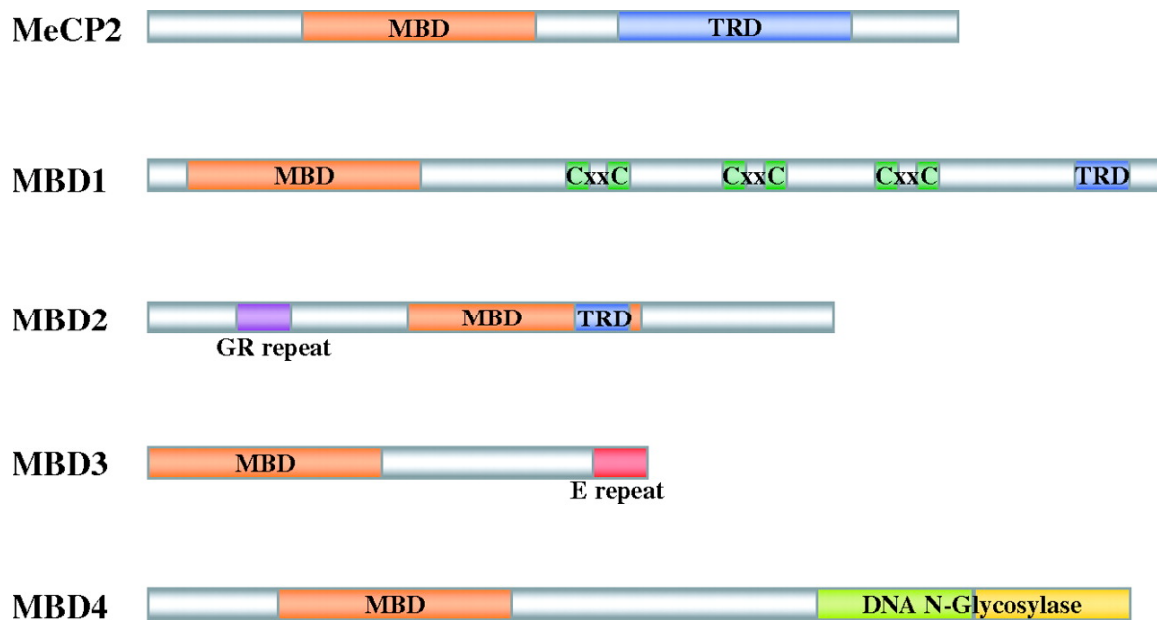 MeCP2 MBD TRD
MBD1 MBD CxxC CxxC CxxC TRD
MBD2 MBD TRD
GR repeat
MBD3 MBD
E repeat
MBD4 MBD DNA N-Glycosylase